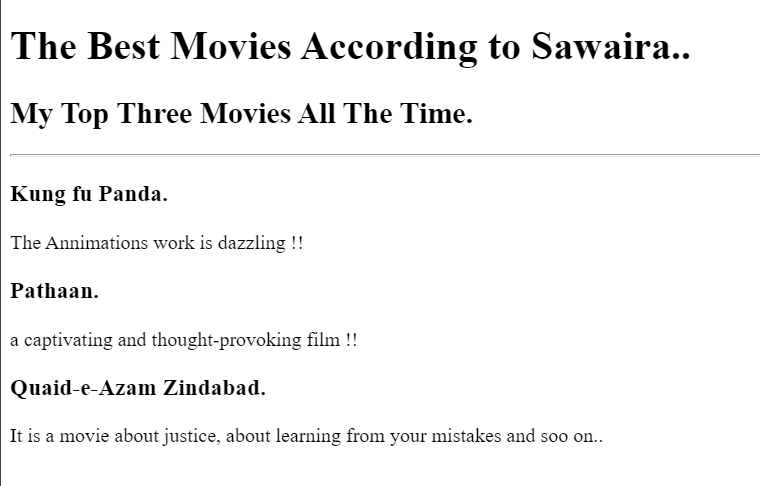 The Best Movies According to Sawaira..
My Top Three Movies All The Time.
Kung fu Panda.
The Annimations work is dazzling !!
Pathaan.
a captivating and thought-provoking film !!
Quaid-e-Azam Zindabad.
It is a movie about justice, about learning from your mistakes and soo on..